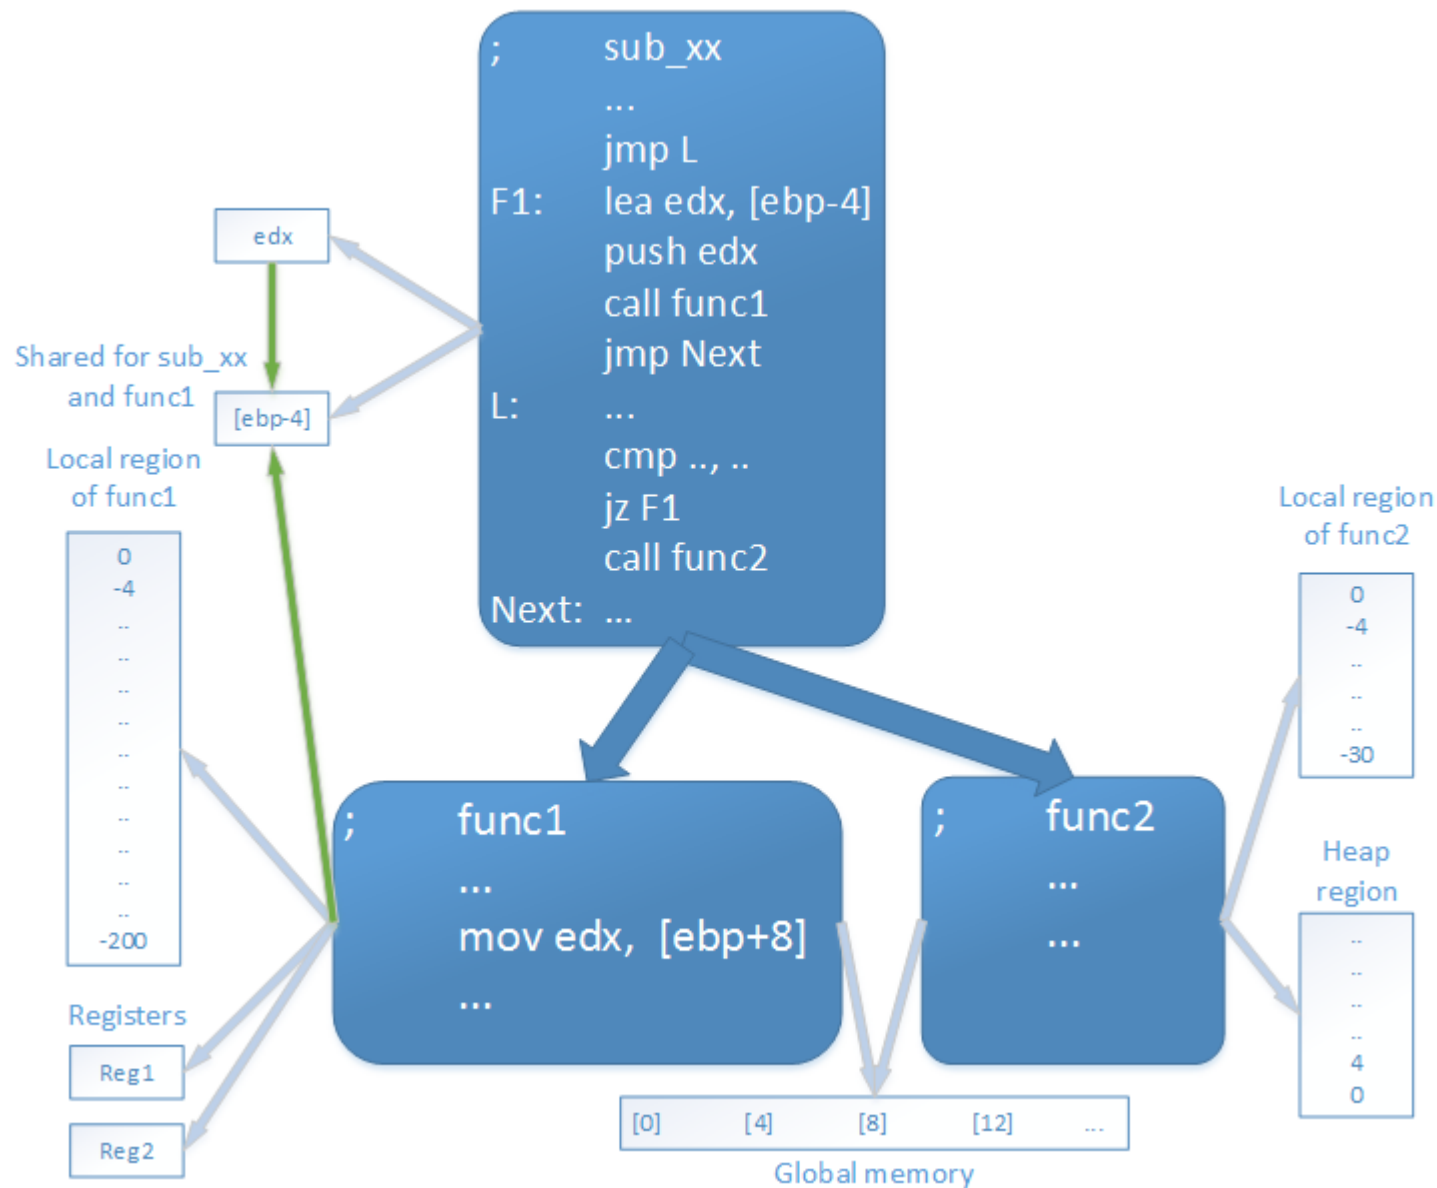 ; sub_xx
...
jmp L
F1: lea edx, [ebp-4]
push edx
call func1
jmp Next
L: ...
cmp .., ..
jz F1
call func2
Next: ...
edx
Shared for sub_xx
and func1
[ebp-4]
Local region
of func1
0
-4
..
..
..
..
..
..
..
..
..
..
-200
Registers
Reg1
Reg2
; func1
...
mov edx, [ebp+8]
...
; func2
...
...
Local region
of func2
0
-4
..
..
..
-30
Heap
region
..
..
..
..
4
0
[0] [4] [8] [12] ...
Global memory